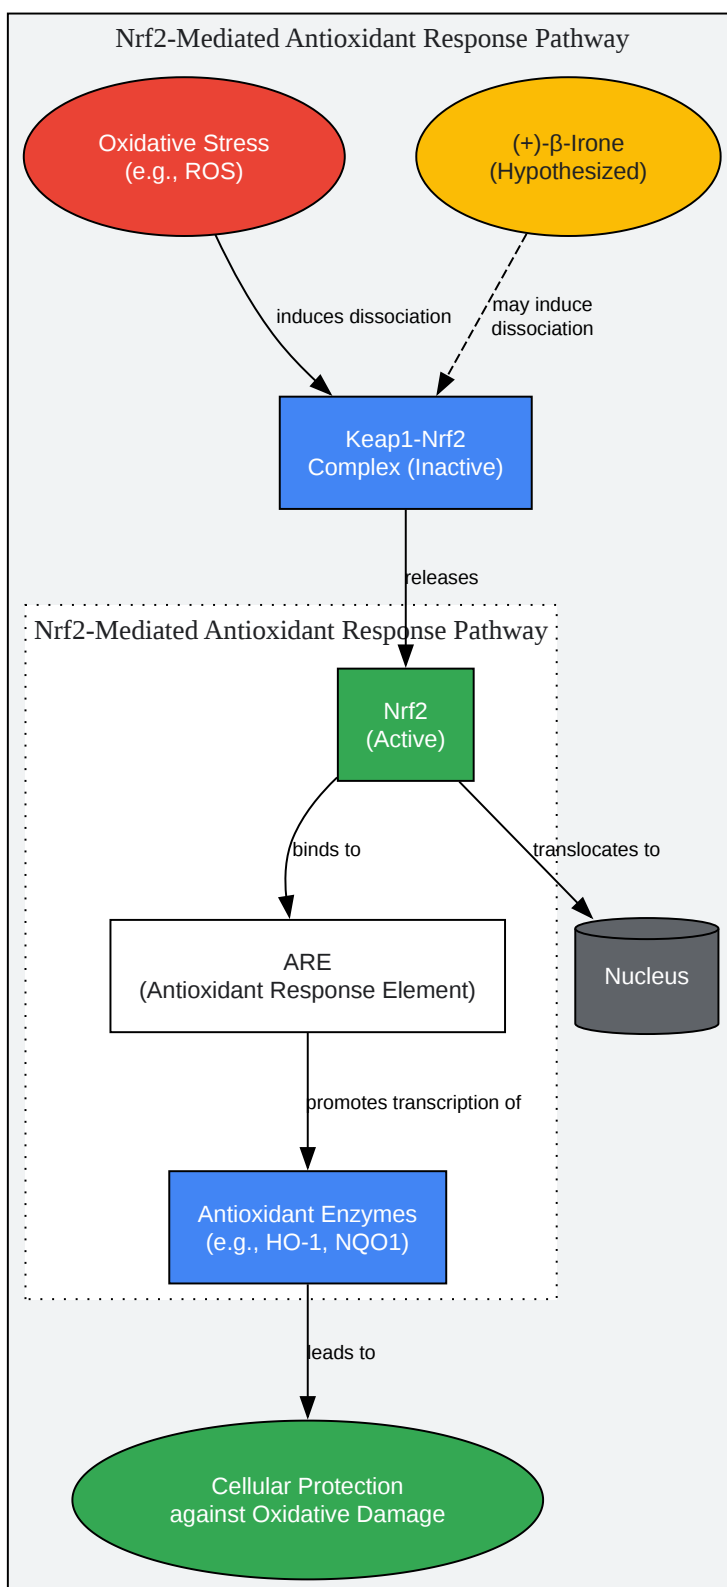 Nrf2-Mediated Antioxidant Response Pathway
Oxidative Stress
(e.g., ROS)
(+)-β-Irone
(Hypothesized)
induces dissociation
may induce
dissociation
Keap1-Nrf2
Complex (Inactive)
releases
Nrf2-Mediated Antioxidant Response Pathway
Nrf2
(Active)
binds to
translocates to
ARE
(Antioxidant Response Element)
Nucleus
promotes transcription of
Antioxidant Enzymes
(e.g., HO-1, NQO1)
leads to
Cellular Protection
against Oxidative Damage